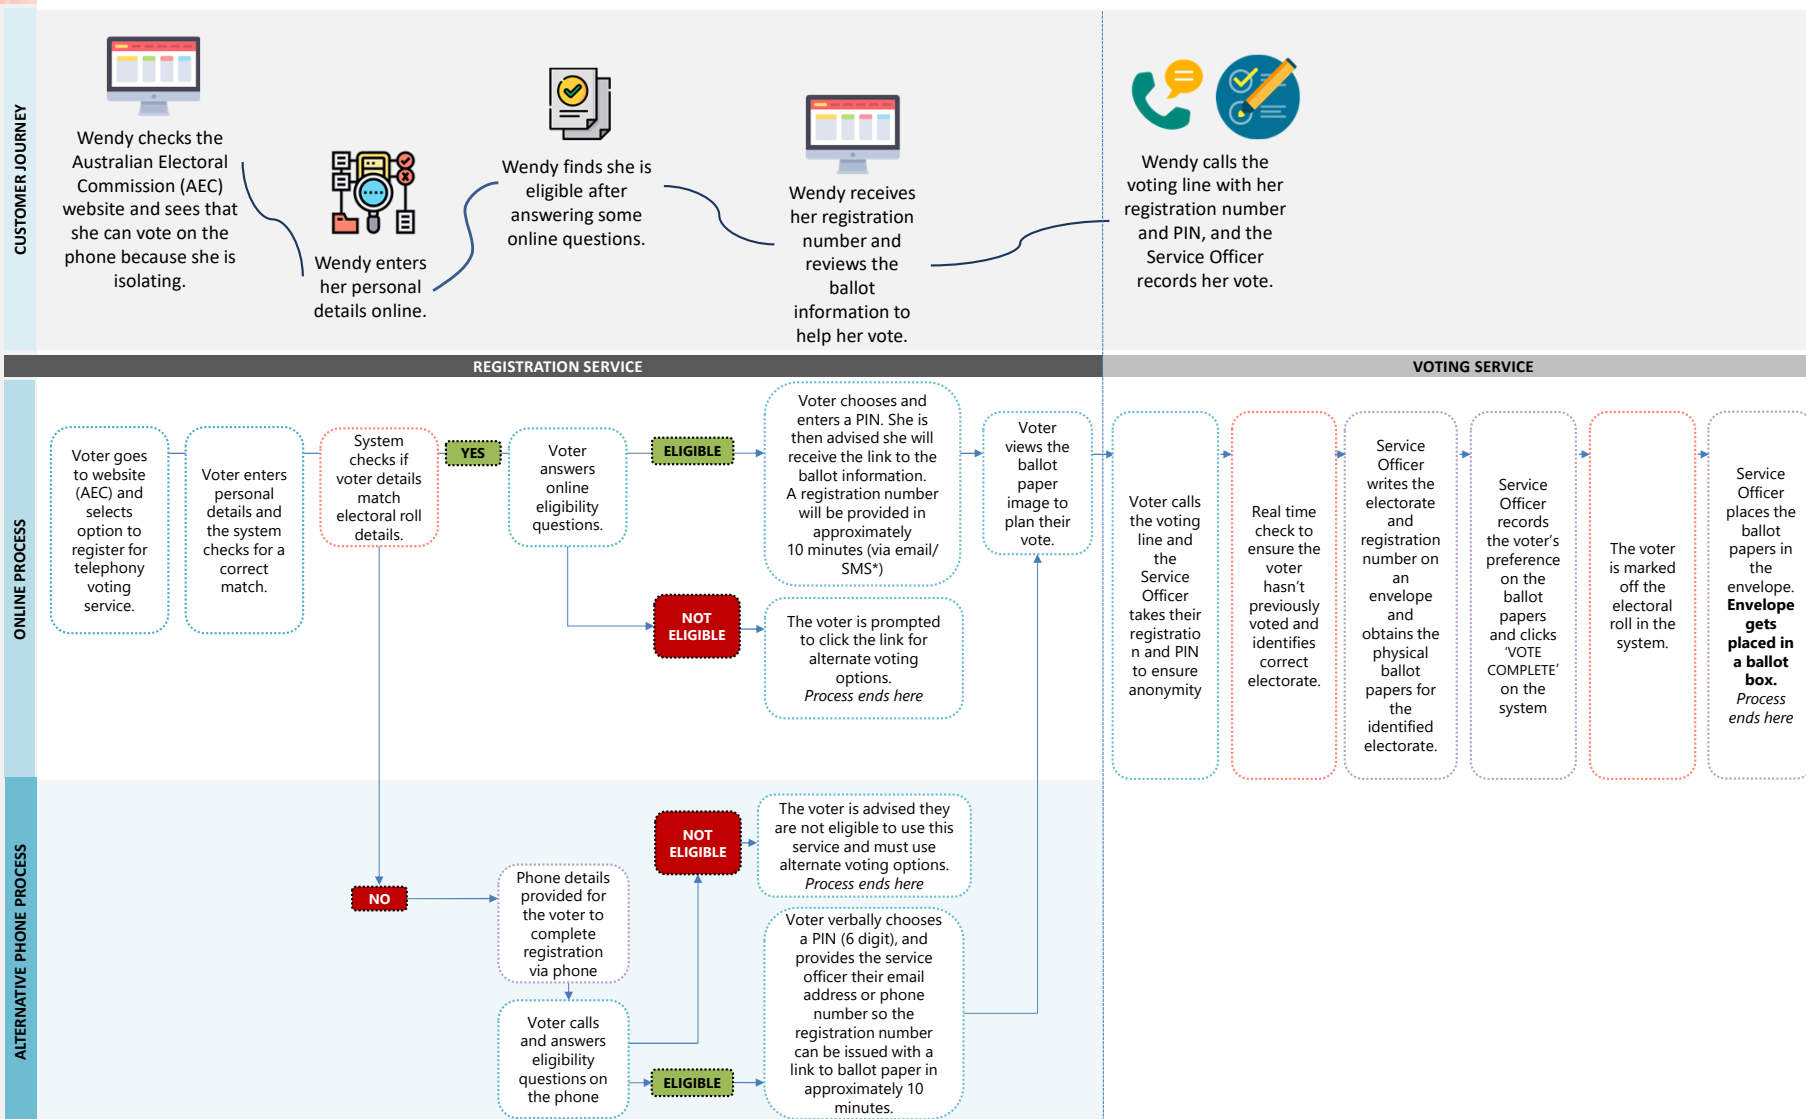 CUSTOMER JOURNEY
Wendy checks the
Australian Electoral
Commission (AEC)
website and sees that
she can vote on the
phone because she is
isolating.
Wendy enters
her personal
details online.
Wendy finds she is
eligible after
answering some
online questions.
Wendy receives
her registration
number and
reviews the
ballot
information to
help her vote.
Wendy calls the
voting line with her
registration number
and PIN, and the
Service Officer
records her vote.
REGISTRATION SERVICE
VOTING SERVICE
ONLINE PROCESS
Voter goes
to website
(AEC) and
selects
option to
register for
telephony
voting
service.
Voter enters
personal
details and
the system
checks for a
correct
match.
System
checks if
voter details
match
electoral roll
details.
YES
Voter
answers
online
eligibility
questions.
ELIGIBLE
Voter chooses and
enters a PIN. She is
then advised she will
receive the link to the
ballot information.
A registration number
will be provided in
approximately
10 minutes (via email/
SMS*)
NOT
ELIGIBLE
The voter is prompted
to click the link for
alternate voting
options.
Process ends here
Voter
views the
ballot
paper
image to
plan their
vote.
Voter calls
the voting
line and
the
Service
Officer
takes their
registratio
n and PIN
to ensure
anonymity
Real time
check to
ensure the
voter
hasn't
previously
voted and
identifies
correct
electorate.
Service
Officer
writes the
electorate
and
registration
number on
an
envelope
and
obtains the
physical
ballot
papers for
the
identified
electorate.
Service
Officer
records
the voter's
preference
on the
ballot
papers
and clicks
'VOTE
COMPLETE'
on the
system
The voter
is marked
off the
electoral
roll in the
system.
Service
Officer
places the
ballot
papers in
the
envelope.
Envelope
gets
placed in
a ballot
box.
Process
ends here
ALTERNATIVE PHONE PROCESS
NO
Phone details
provided for
the voter to
complete
registration
via phone
Voter calls
and answers
eligibility
questions on
the phone
NOT
ELIGIBLE
The voter is advised they
are not eligible to use this
service and must use
alternate voting options.
Process ends here
ELIGIBLE
Voter verbally chooses
a PIN (6 digit), and
provides the service
officer their email
address or phone
number so the
registration number
can be issued with a
link to ballot paper in
approximately 10
minutes.